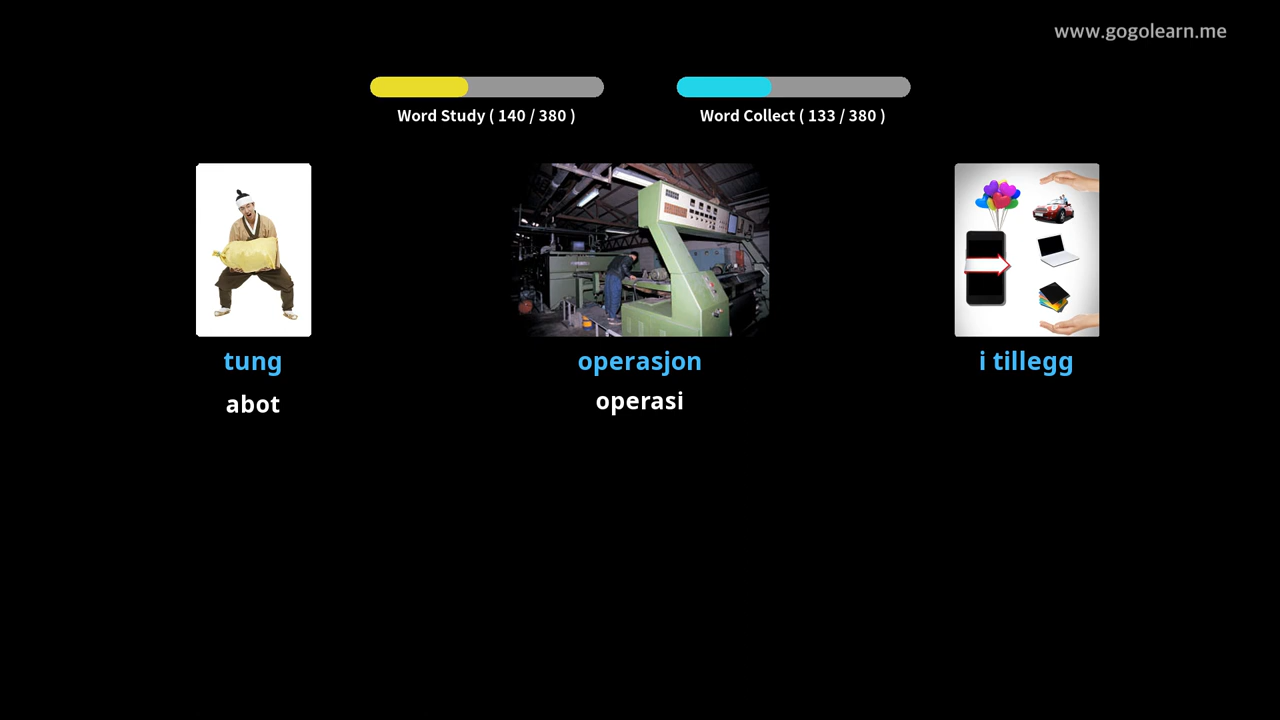 www.gogolearn.me
Word Study ( 140 / 380 )
Word Collect ( 133 / 380 )
tung
operasjon
i tillegg
abot
operasi